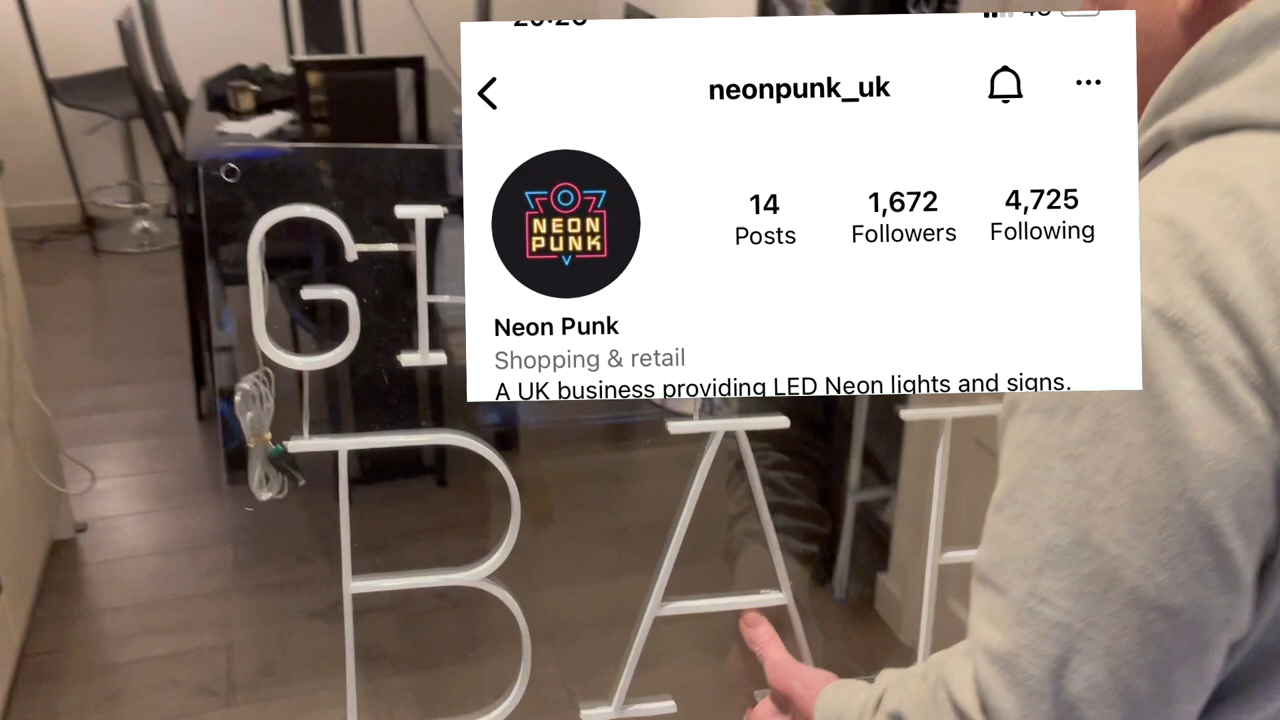 neonpunk_uk
NEON
PUNK
14
Posts
1,672
Followers
4,725
Following
Neon Punk
Shopping & retail
A UK business providing LED Neon lights and signs.
G
BA